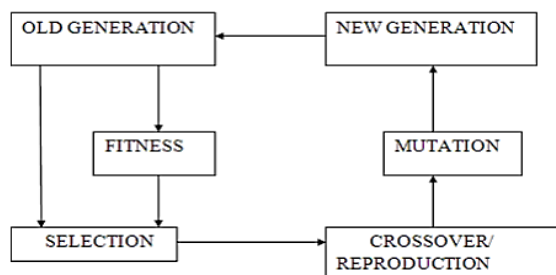 OLD GENERATION
NEW GENERATION
FITNESS
MUTATION
SELECTION
CROSSOVER/
REPRODUCTION